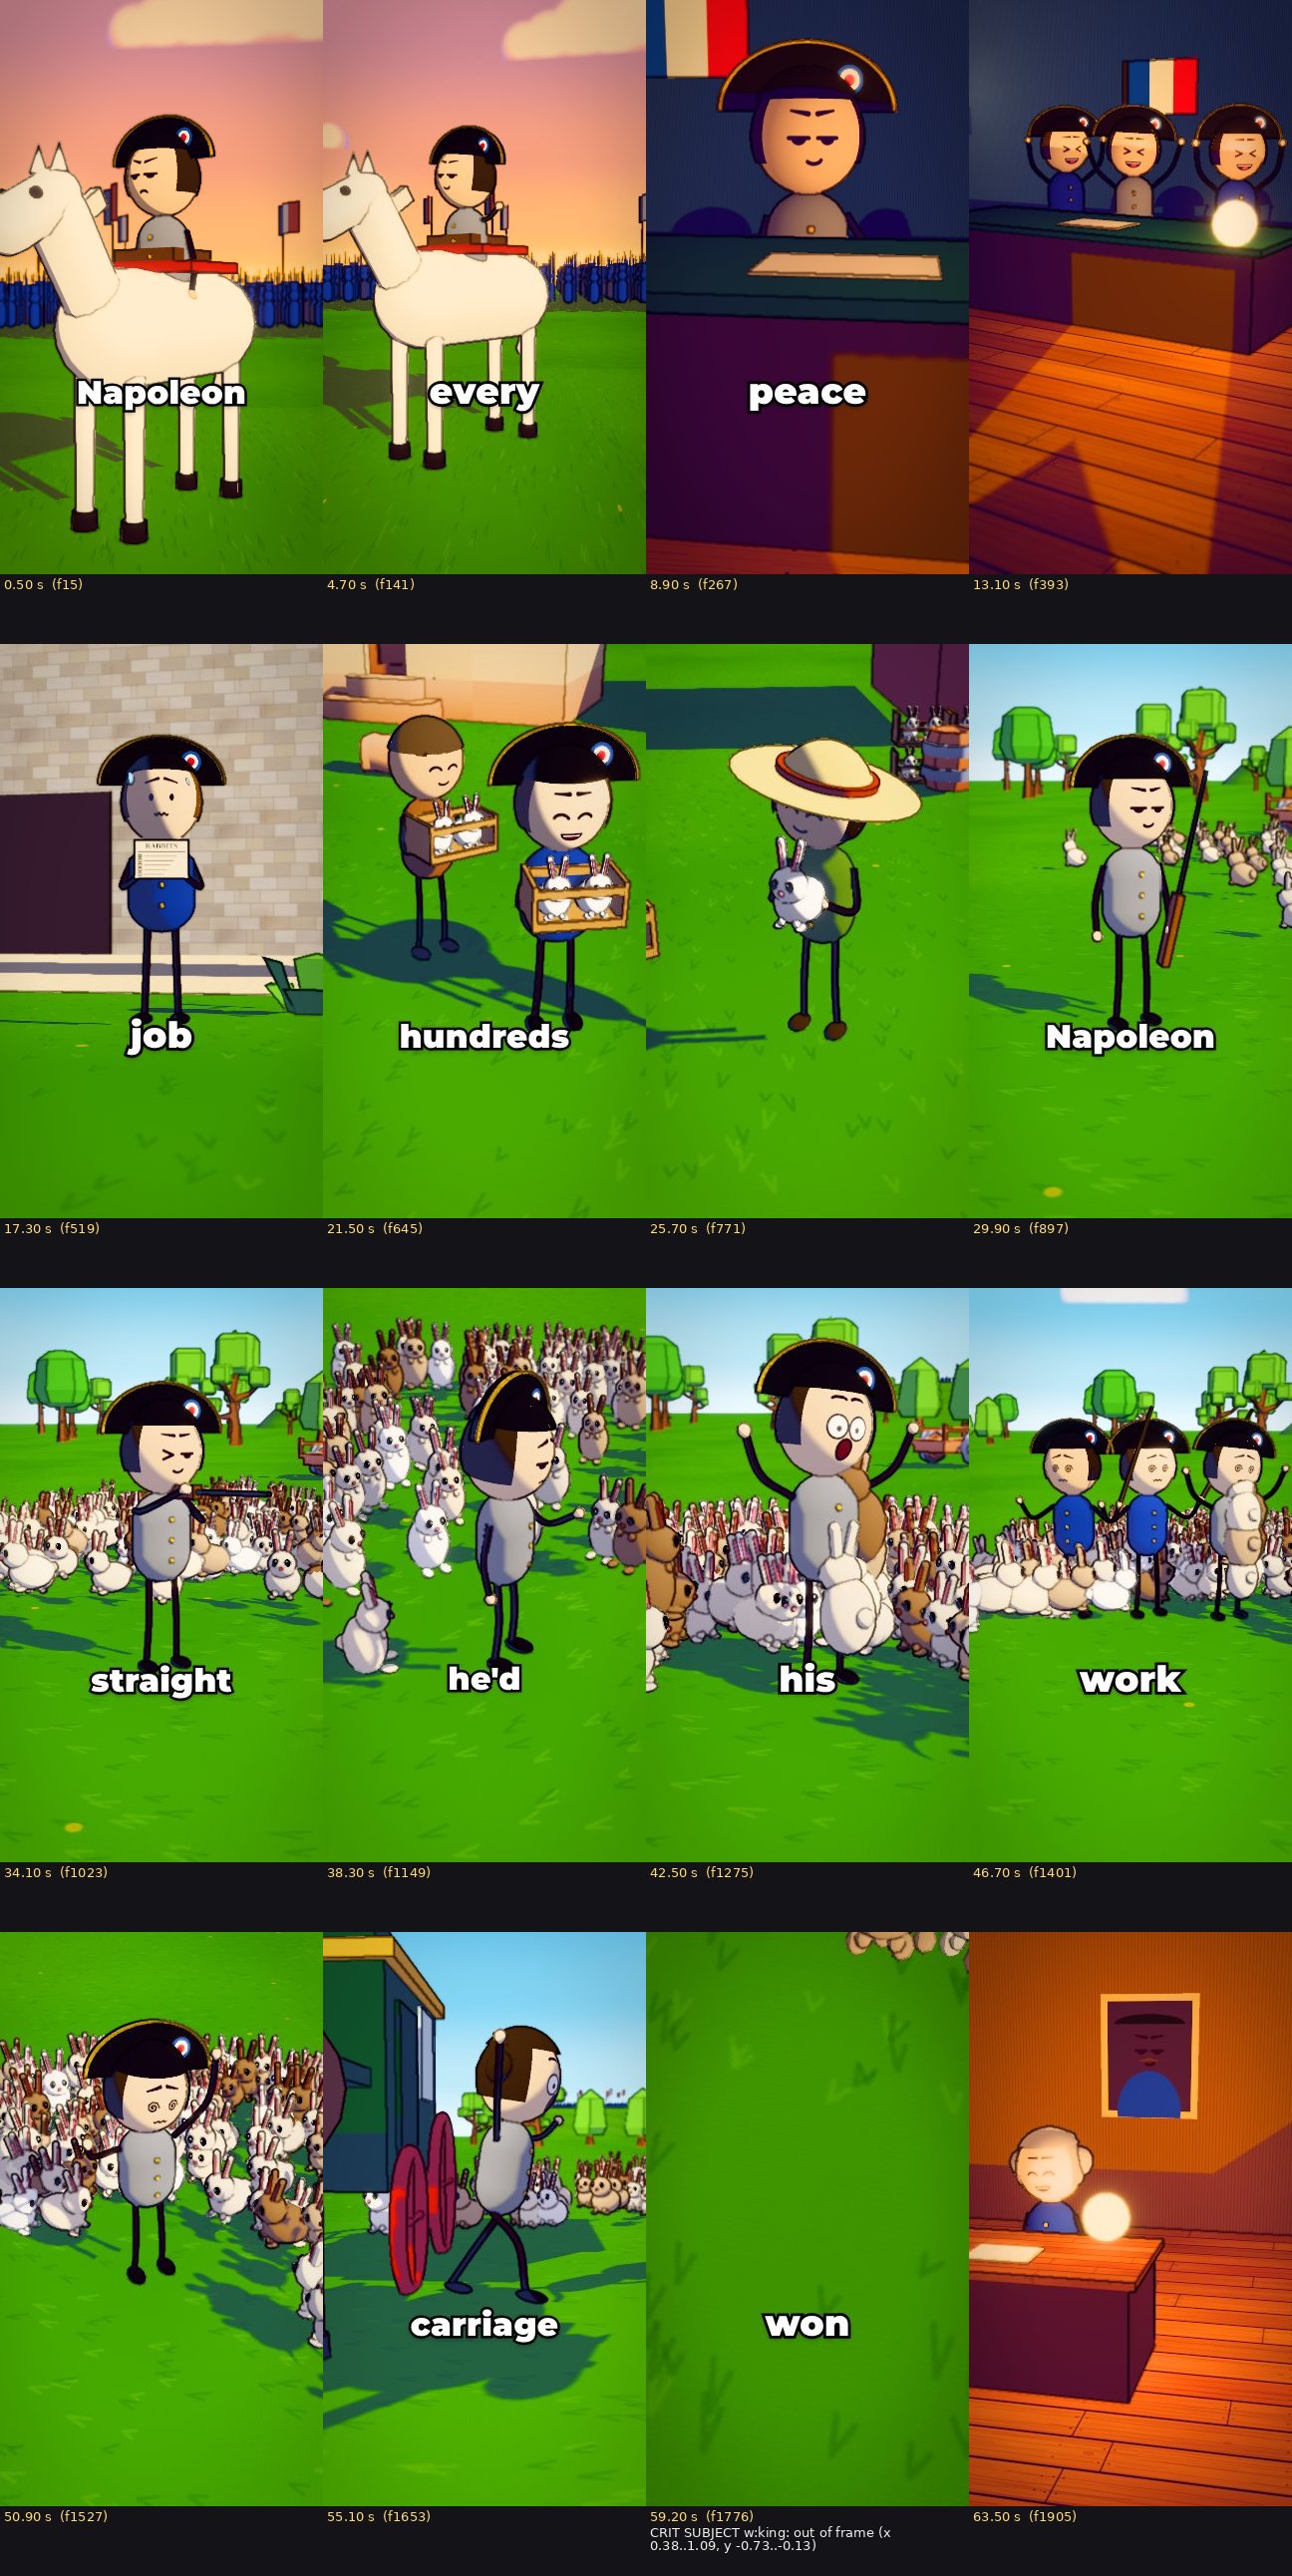 Napoleon
every
peace
0.50 s (f15)
4.70 s (f141)
8.90 s (f267)
13.10 s (f393)
RABBITS
job
hundreds
Napoleon
17.30 s (f519)
21.50 s (f645)
25.70 s (f771)
29.90 s (f897)
straight
he'd
his
work
34.10 s (f1023)
38.30 s (f1149)
42.50 s (f1275)
46.70 s (f1401)
carriage
won
50.90 s (f1527)
55.10 s (f1653)
59.20 s (f1776)
63.50 s (f1905)
CRIT SUBJECT w:king: out of frame (x
0.38..1.09, y -0.73..-0.13)